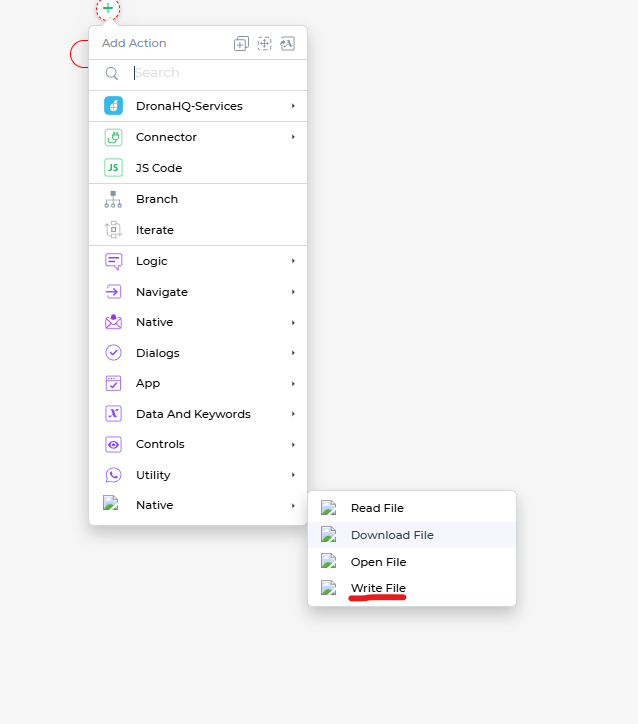 Add Action
Search
DronaHQ-Services
Connector
JS Code
Branch
Iterate
Logic
Navigate
Native
Dialogs
App
Data And Keywords
Controls
Utility
Native
Read File
Download File
Open File
Write File